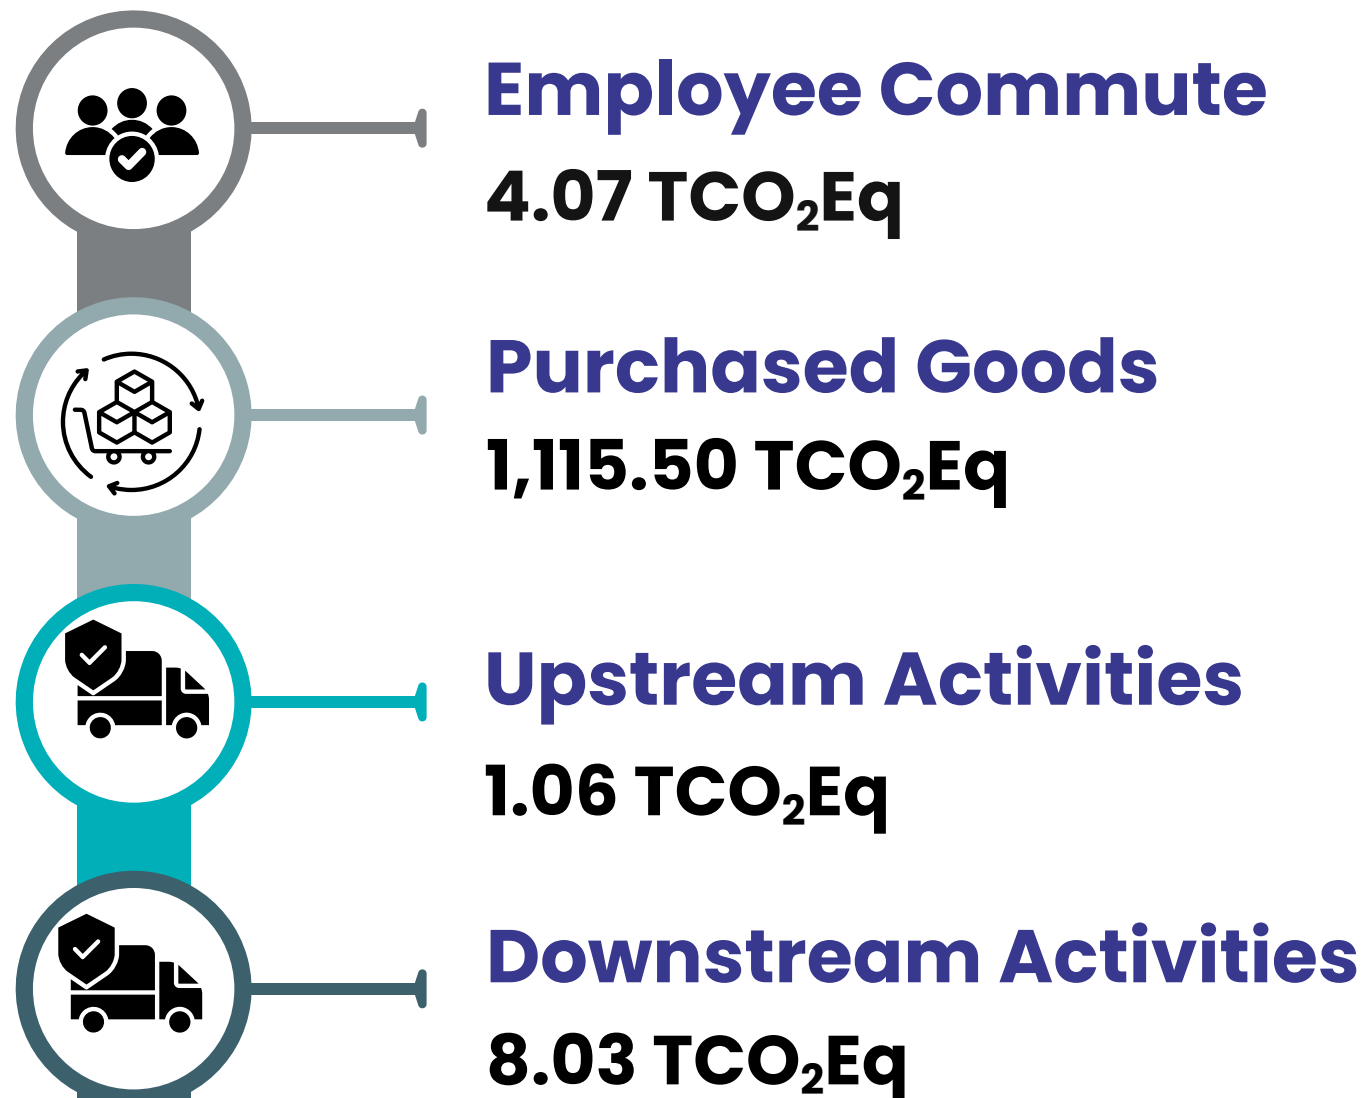 Employee Commute
4.07 TCO₂Eq
Purchased Goods
1,115.50 TCO₂Eq
Upstream Activities
1.06 TCO₂Eq
Downstream Activities
8.03 TCO₂Eq